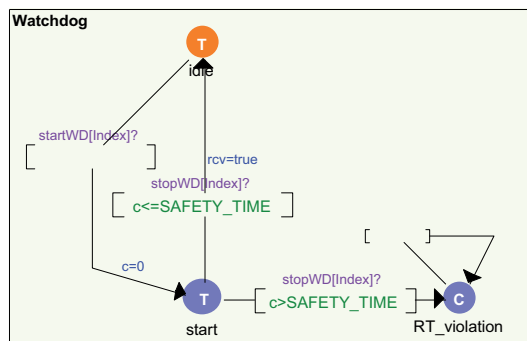 Watchdog
T
idle
startWD[Index]?
rcv=true
stopWD[Index]?
c<=SAFETY_TIME
c=0
T
start
stopWD[Index]?
c>SAFETY_TIME
C
RT_violation